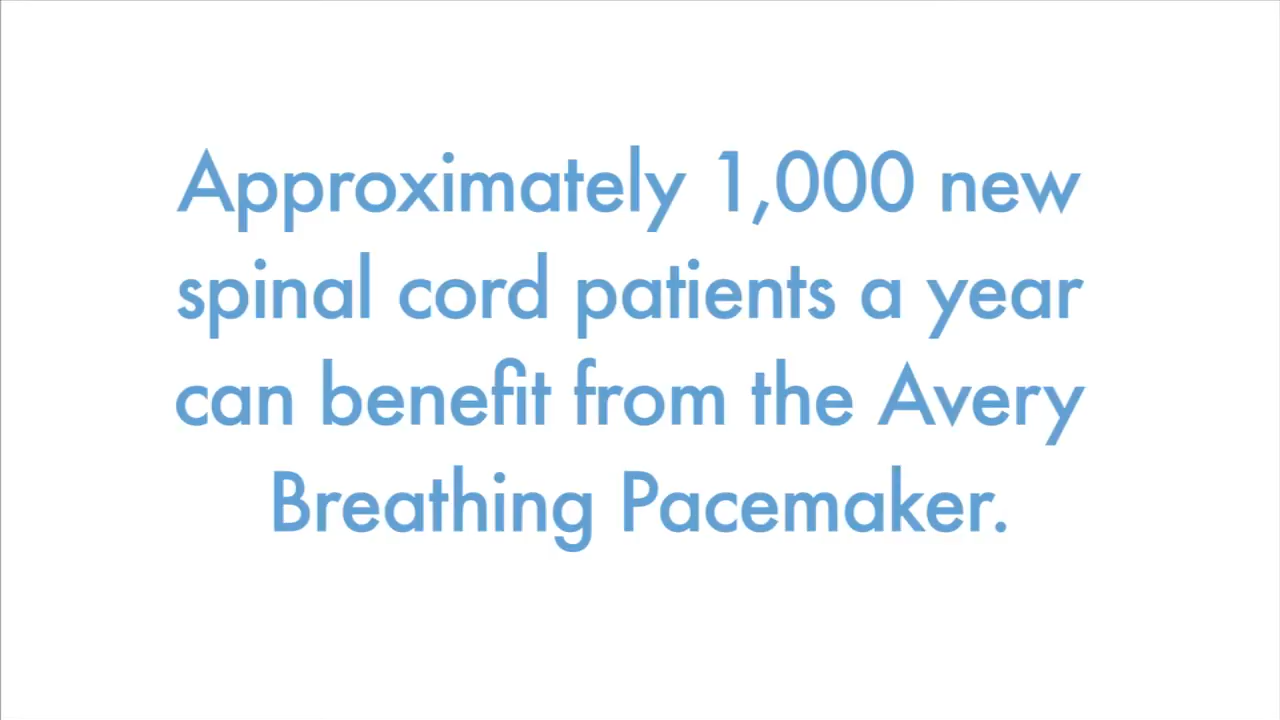 Approximately 1,000 new
spinal cord patients a year
can benefit from the Avery
Breathing Pacemaker.